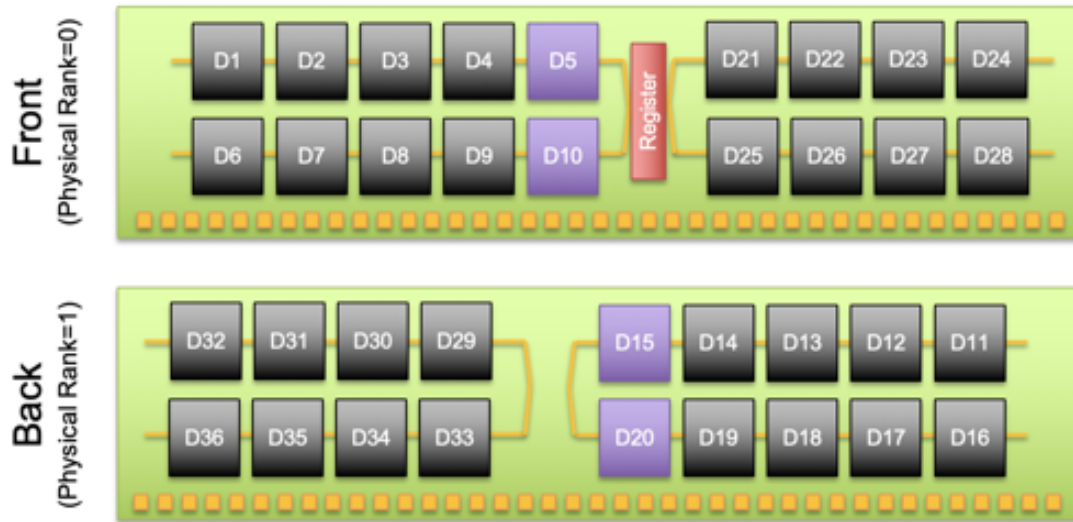 Front
(Physical Rank=0)
D1 D2 D3 D4 D5 Register D21 D22 D23 D24
D6 D7 D8 D9 D10 D25 D26 D27 D28
Back
(Physical Rank=1)
D32 D31 D30 D29 D15 D14 D13 D12 D11
D36 D35 D34 D33 D20 D19 D18 D17 D16